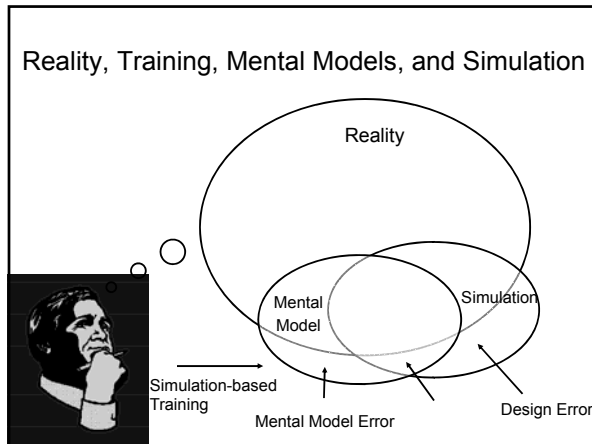 Reality, Training, Mental Models, and Simulation
Reality
Mental
Model
Simulation
Simulation-based
Training
Mental Model Error
Design Error